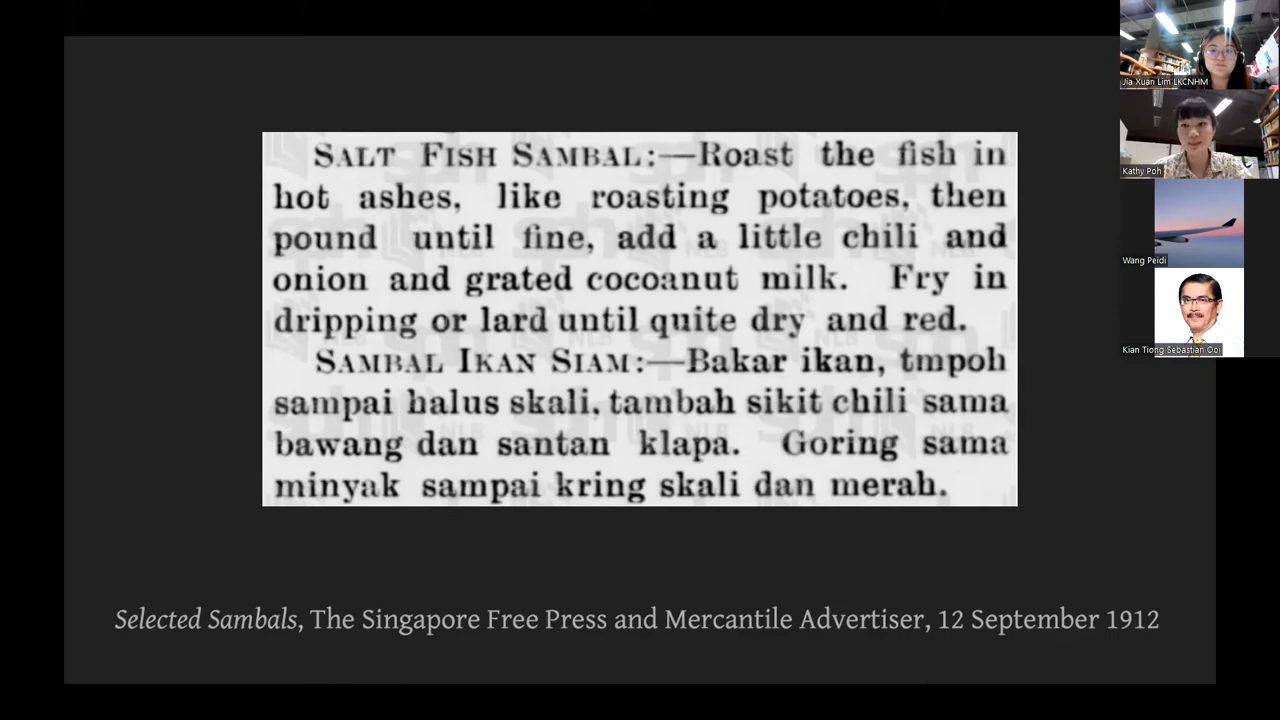 SALT FISH SAMBAL:—Roast the fish in
hot ashes, like roasting potatoes, then
pound until fine, add a little chili and
onion and grated cocoanut milk. Fry in
dripping or lard until quite dry and red.
SAMBAL IKAN SIAM:—Bakar ikan, tmpoh
sampai halus skali, tambah sikit chili sama
bawang dan santan klapa. Goring sama
minyak sampai kring skali dan merah.
Selected Sambals, The Singapore Free Press and Mercantile Advertiser, 12 September 1912
Jia Xuan Lim LKCNHM
Kathy Poh
Wang Peidi
Kian Tiong Sebastian Ooi